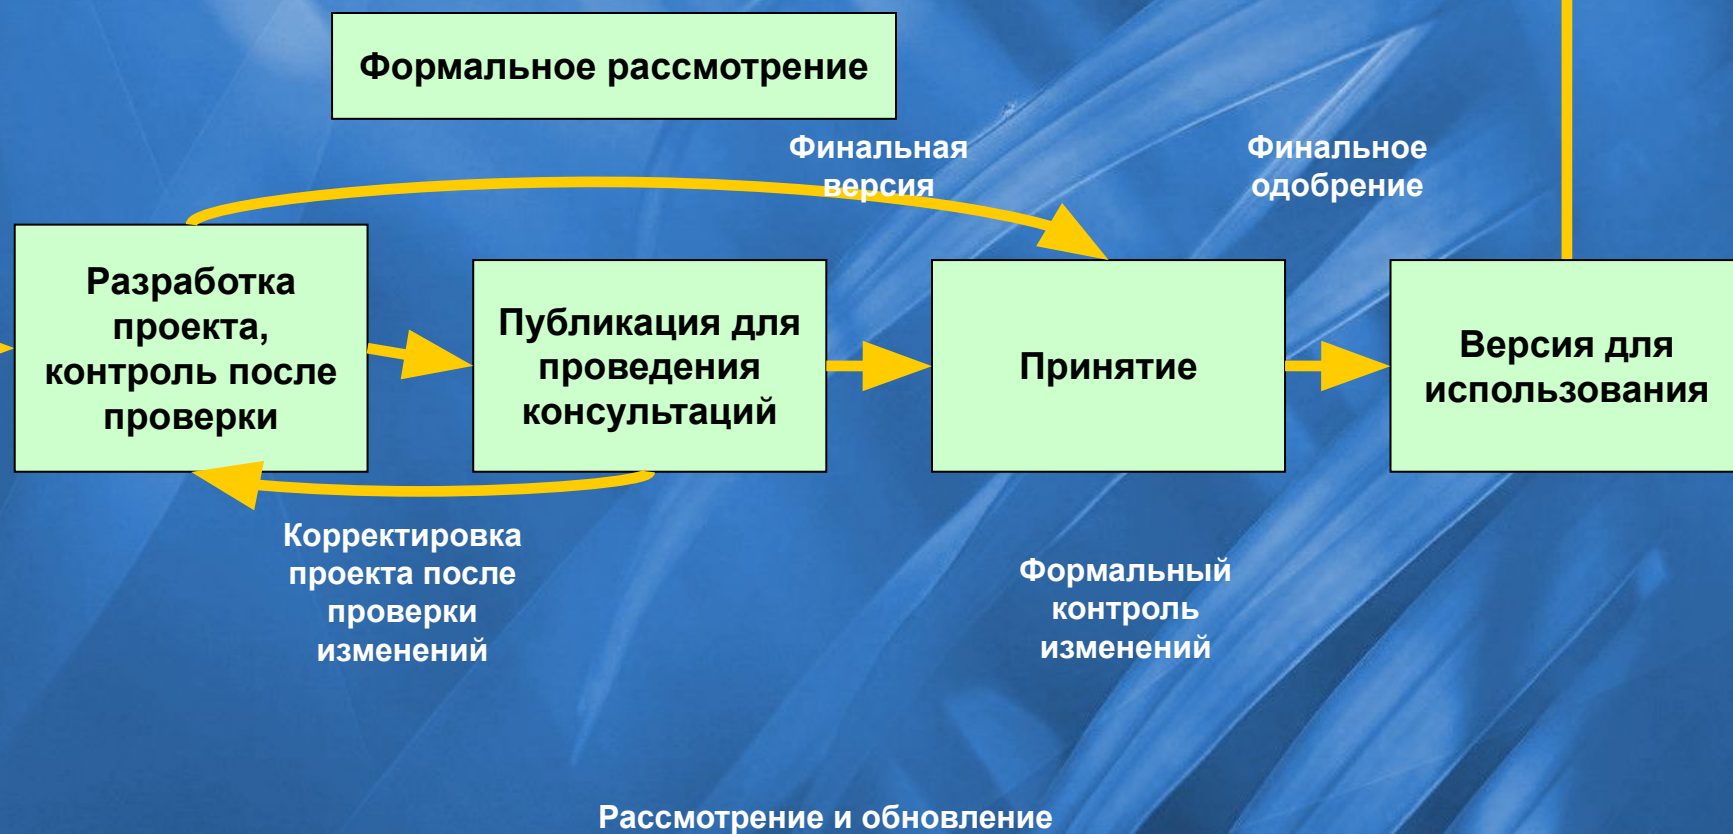 Формальное рассмотрение
Финальная
версия
Финальное
одобрение
Разработка
проекта,
контроль после
проверки
Публикация для
проведения
консультаций
Принятие
Версия для
использования
Корректировка
проекта после
проверки
изменений
Формальный
контроль
изменений
Рассмотрение и обновление